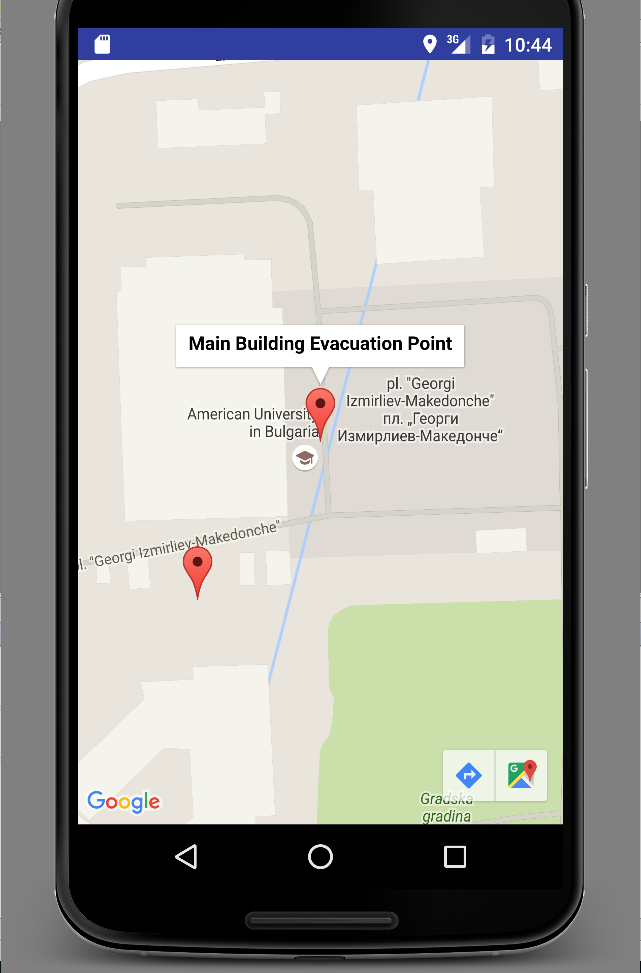 3G
10:44
Main Building Evacuation Point
pl. "Georgi
Izmirliev-Makedonche"
пл. „Георги
Измирлиев-Македонче“
American University
in Bulgaria
pl. "Georgi Izmirliev-Makedonche"
G
Google
Gradska
gradina